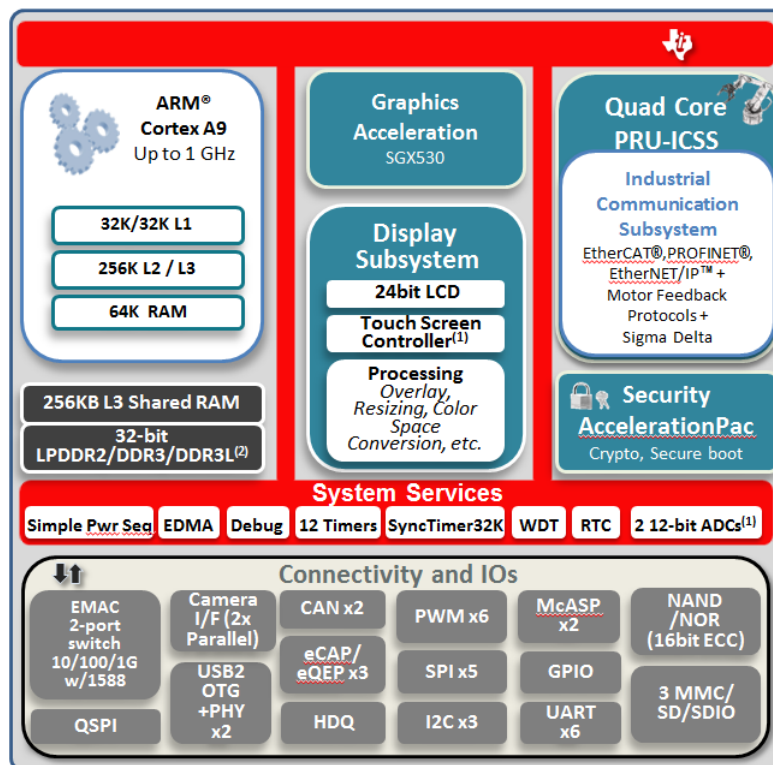 ARM®
Cortex A9
Up to 1 GHz
32K/32K L1
256K L2 / L3
64K RAM
256KB L3 Shared RAM
32-bit
LPDDR2/DDR3/DDR3L(2)
Graphics
Acceleration
SGX530
Display
Subsystem
24bit LCD
Touch Screen
Controller(1)
Processing
Overlay,
Resizing, Color
Space
Conversion, etc.
Quad Core
PRU-ICSS
Industrial
Communication
Subsystem
EtherCAT®,PROFINET®,
EtherNET/IP™ +
Motor Feedback
Protocols +
Sigma Delta
Security
AccelerationPac
Crypto, Secure boot
System Services
Simple Pwr Seq
EDMA
Debug
12 Timers
SyncTimer32K
WDT
RTC
2 12-bit ADCs(1)
Connectivity and IOs
EMAC
2-port
switch
10/100/1G
w/1588
QSPI
Camera
I/F (2x
Parallel)
USB2
OTG
+PHY
x2
CAN x2
eCAP/
eQEP x3
HDQ
PWM x6
SPI x5
I2C x3
McASP
x2
GPIO
UART
x6
NAND
/NOR
(16bit ECC)
3 MMC/
SD/SDIO